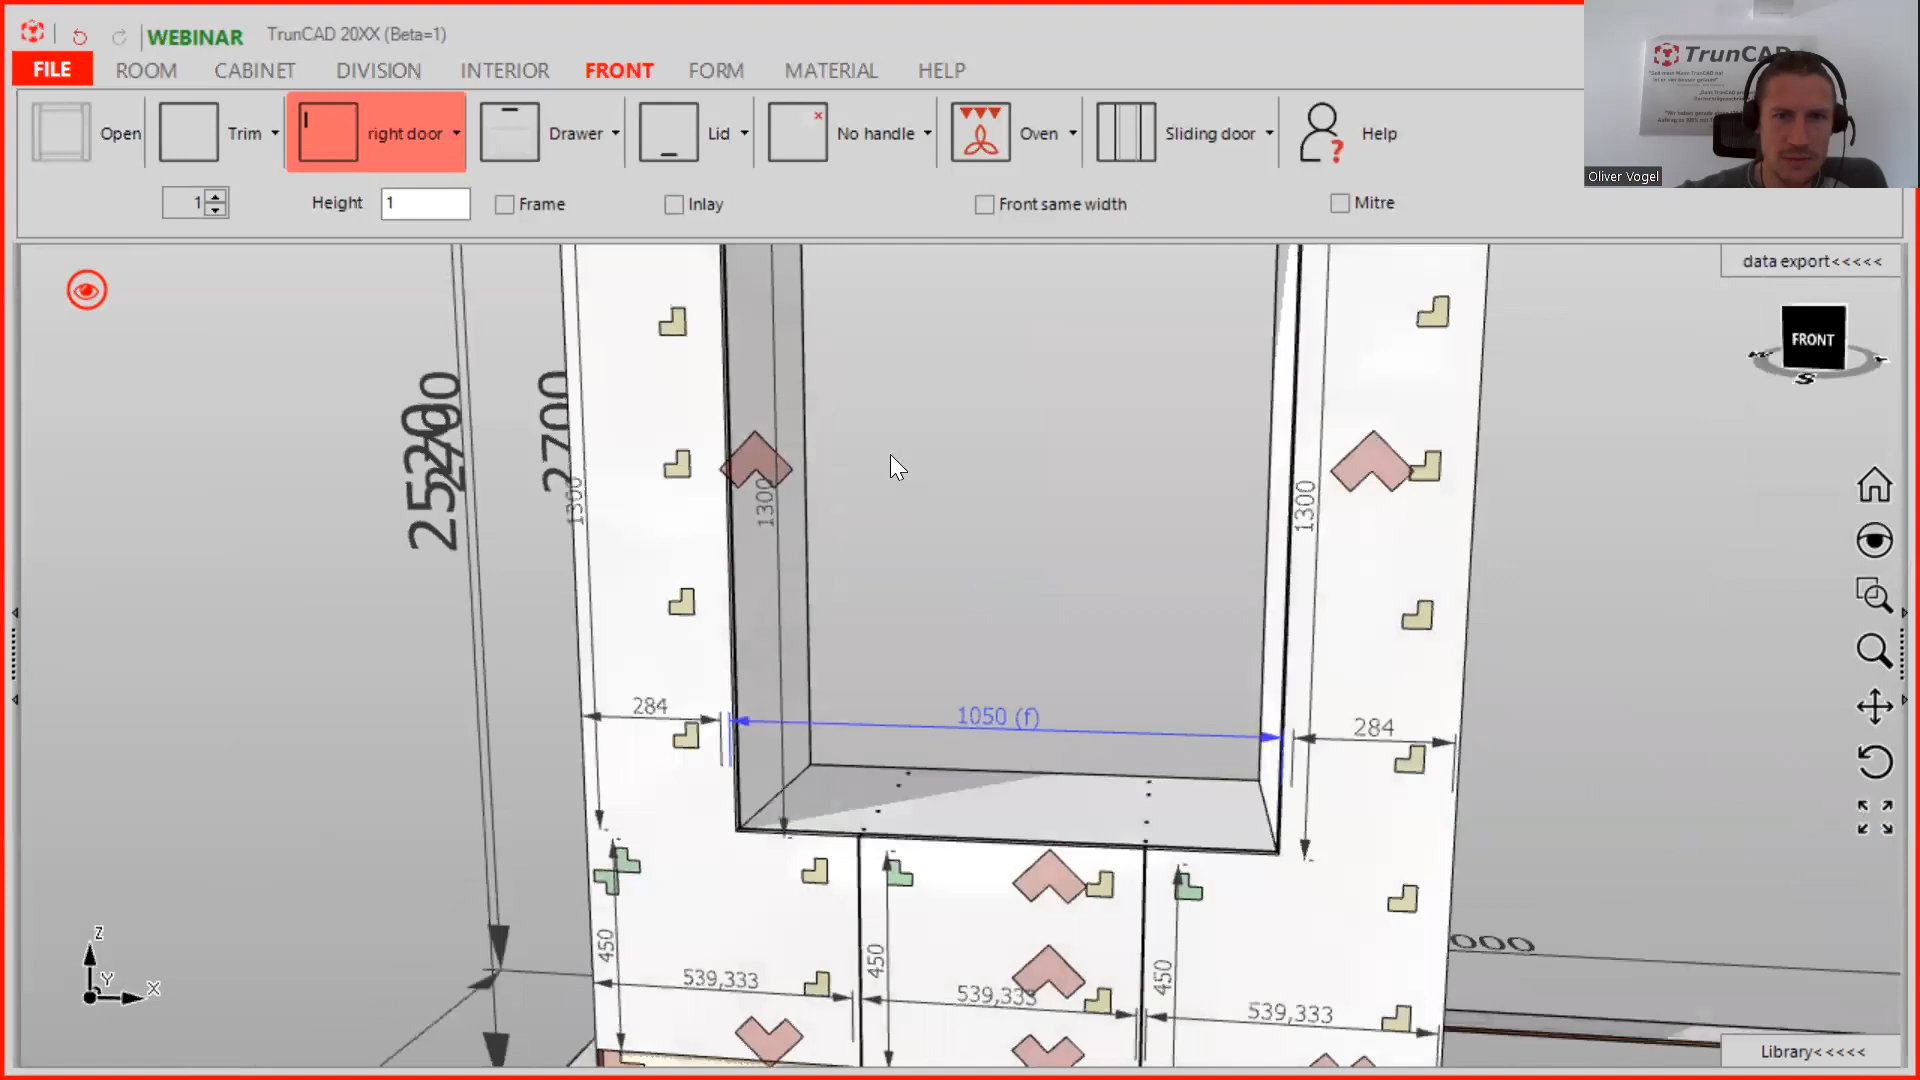 WEBINAR TrunCAD 20XX (Beta=1)
FILE ROOM CABINET DIVISION INTERIOR FRONT FORM MATERIAL HELP
Open Trim right door Drawer Lid No handle Oven Sliding door Help
1 Height 1 Frame Inlay Front same width Mitre
TrunCAD
Oliver Vogel
data export<<<<<
FRONT
S
2520
2700
1300
1300
1300
284
1050 (f)
284
450
450
450
539,333
539,333
539,333
000
Z
Y
X
Library<<<<<